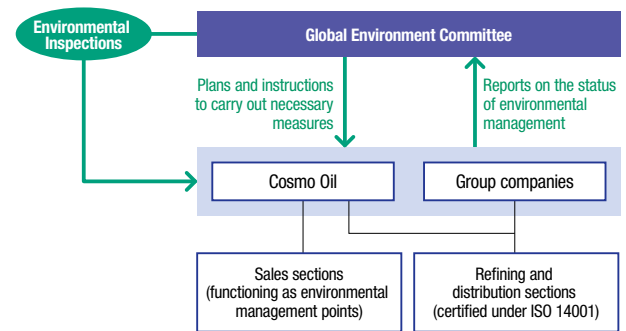 Environmental
Inspections
Global Environment Committee
Plans and instructions
to carry out necessary
measures
Reports on the status
of environmental
management
Cosmo Oil
Group companies
Sales sections
(functioning as environmental
management points)
Refining and
distribution sections
(certified under ISO 14001)